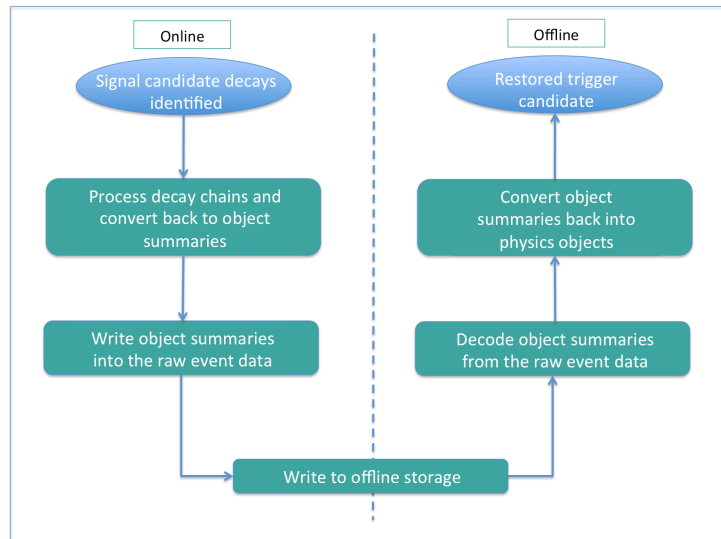 Online
Signal candidate decays
identified
Process decay chains and
convert back to object
summaries
Write object summaries
into the raw event data
Write to offline storage
Offline
Restored trigger
candidate
Convert object
summaries back into
physics objects
Decode object summaries
from the raw event data